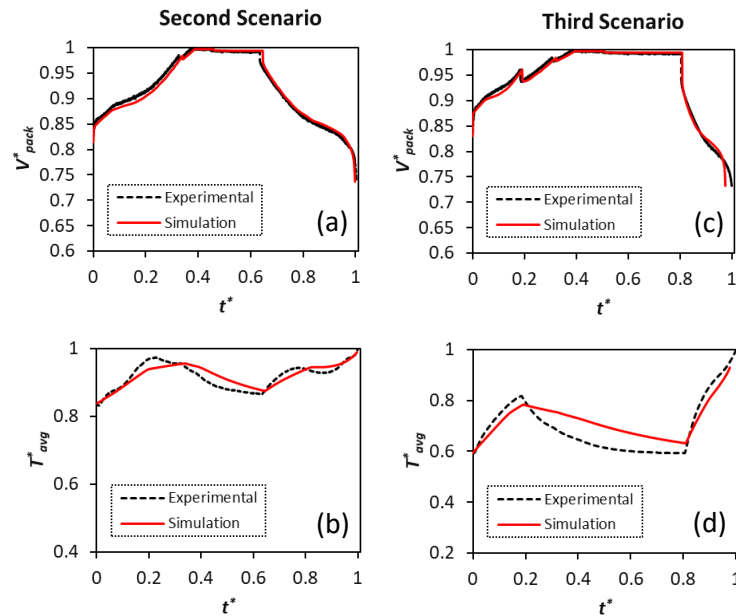 Second Scenario
Third Scenario
1
0.95
0.9
0.85
0.8
0.75
0.7
0.65
0.6
V*pack
Experimental
Simulation
(a)
0 0.2 0.4 0.6 0.8 1
t*
1
0.95
0.9
0.85
0.8
0.75
0.7
0.65
0.6
V*pack
Experimental
Simulation
(c)
0 0.2 0.4 0.6 0.8 1
t*
1
0.8
0.6
0.4
T*avg
Experimental
Simulation
(b)
0 0.2 0.4 0.6 0.8 1
t*
1
0.8
0.6
0.4
0.2
T*avg
Experimental
Simulation
(d)
0 0.2 0.4 0.6 0.8 1
t*